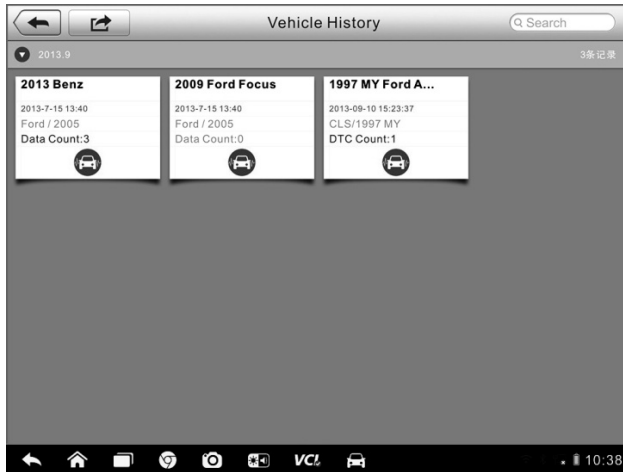 Vehicle History
Search
2013.9
3条记录
2013 Benz
2013-7-15 13:40
Ford / 2005
Data Count:3
2009 Ford Focus
2013-7-15 13:40
Ford / 2005
Data Count:0
1997 MY Ford A...
2013-09-10 15:23:37
CLS/1997 MY
DTC Count:1
VCI
10:38